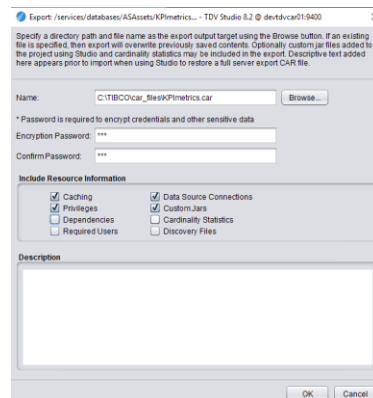 Export: /services/databases/ASAssets/KPImetrics... - TDV Studio 8.2 @ devtdvcar01:9400
Specify a directory path and file name as the export output target using the Browse button. If an existing
file is specified, then export will overwrite previously saved contents. Optionally custom jar files added to
the project using Studio and cardinality statistics may be included in the export. Descriptive text added
here appears prior to import when using Studio to restore a full server export CAR file.
Name: C:\TIBCO\car_files\KPImetrics.car Browse...
* Password is required to encrypt credentials and other sensitive data
Encryption Password: ***
Confirm Password: ***
Include Resource Information
Caching Data Source Connections
Privileges Custom Jars
Dependencies Cardinality Statistics
Required Users Discovery Files
Description
OK Cancel